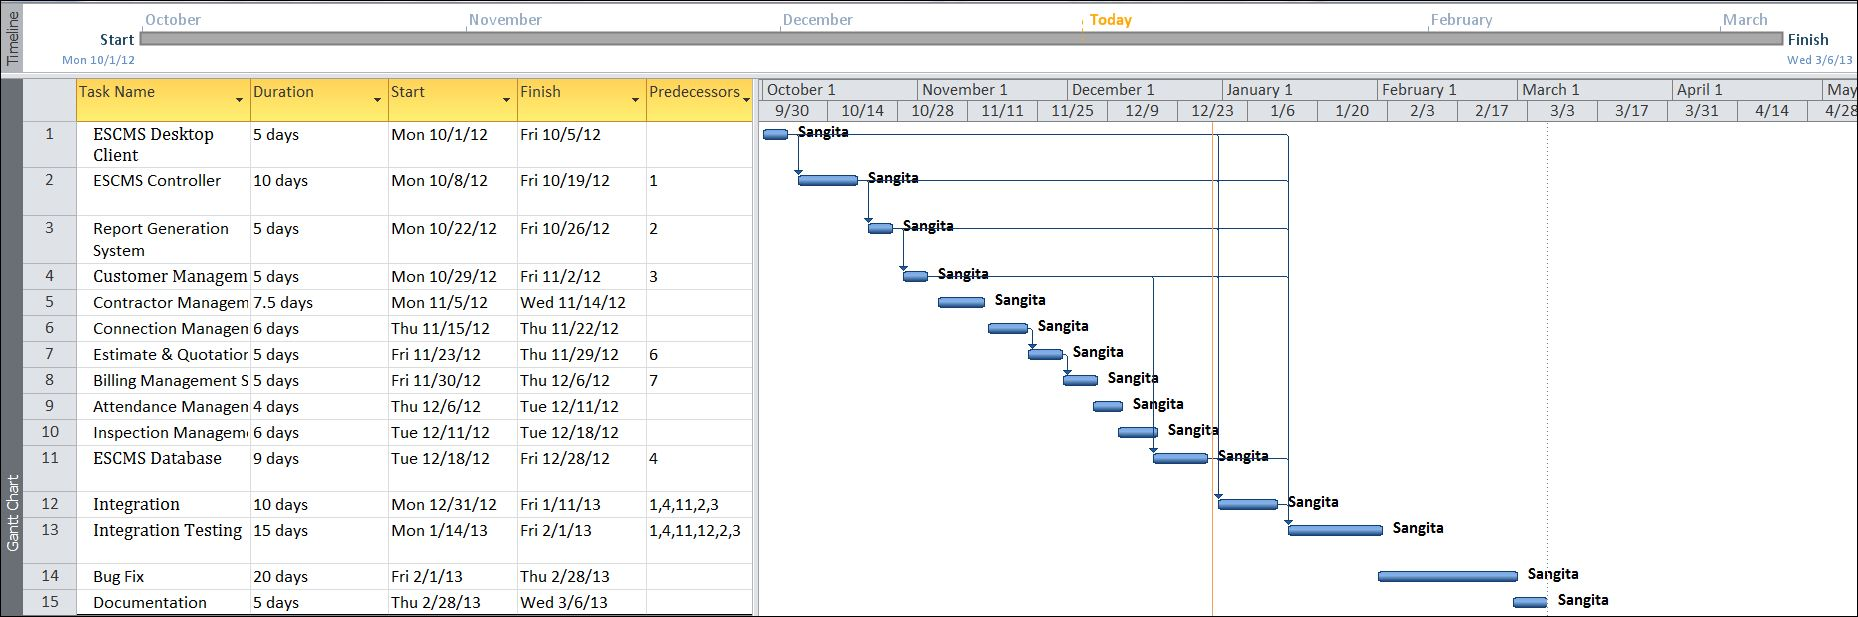 Timeline
October November December Today February March
Start Finish
Mon 10/1/12 Wed 3/6/13
Gantt Chart
Task Name Duration Start Finish Predecessors
October 1 November 1 December 1 January 1 February 1 March 1 April 1 May
9/30 10/14 10/28 11/11 11/25 12/9 12/23 1/6 1/20 2/3 2/17 3/3 3/17 3/31 4/14 4/28
1 ESCMS Desktop Client 5 days Mon 10/1/12 Fri 10/5/12 Sangita
2 ESCMS Controller 10 days Mon 10/8/12 Fri 10/19/12 1 Sangita
3 Report Generation System 5 days Mon 10/22/12 Fri 10/26/12 2 Sangita
4 Customer Managem 5 days Mon 10/29/12 Fri 11/2/12 3 Sangita
5 Contractor Managem 7.5 days Mon 11/5/12 Wed 11/14/12 Sangita
6 Connection Managen 6 days Thu 11/15/12 Thu 11/22/12 Sangita
7 Estimate & Quotation 5 days Fri 11/23/12 Thu 11/29/12 6 Sangita
8 Billing Management S 5 days Fri 11/30/12 Thu 12/6/12 7 Sangita
9 Attendance Managen 4 days Thu 12/6/12 Tue 12/11/12 Sangita
10 Inspection Managem 6 days Tue 12/11/12 Tue 12/18/12 Sangita
11 ESCMS Database 9 days Tue 12/18/12 Fri 12/28/12 4 Sangita
12 Integration 10 days Mon 12/31/12 Fri 1/11/13 1,4,11,2,3 Sangita
13 Integration Testing 15 days Mon 1/14/13 Fri 2/1/13 1,4,11,12,2,3 Sangita
14 Bug Fix 20 days Fri 2/1/13 Thu 2/28/13 Sangita
15 Documentation 5 days Thu 2/28/13 Wed 3/6/13 Sangita